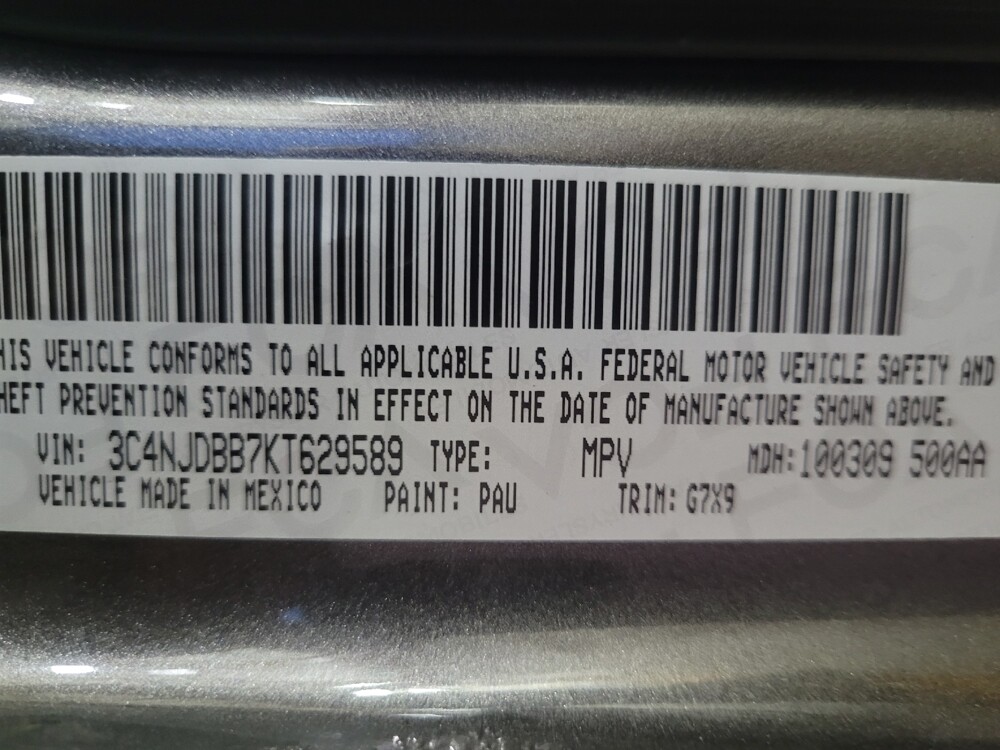 HIS VEHICLE CONFORMS TO ALL APPLICABLE U.S.A. FEDERAL MOTOR VEHICLE SAFETY AND
HEFT PREVENTION STANDARDS IN EFFECT ON THE DATE OF MANUFACTURE SHOWN ABOVE.
VIN: 3C4NJDBB7KT629589 TYPE: MPV MDH:100309 500AA
VEHICLE MADE IN MEXICO PAINT: PAU TRIM: G7X9